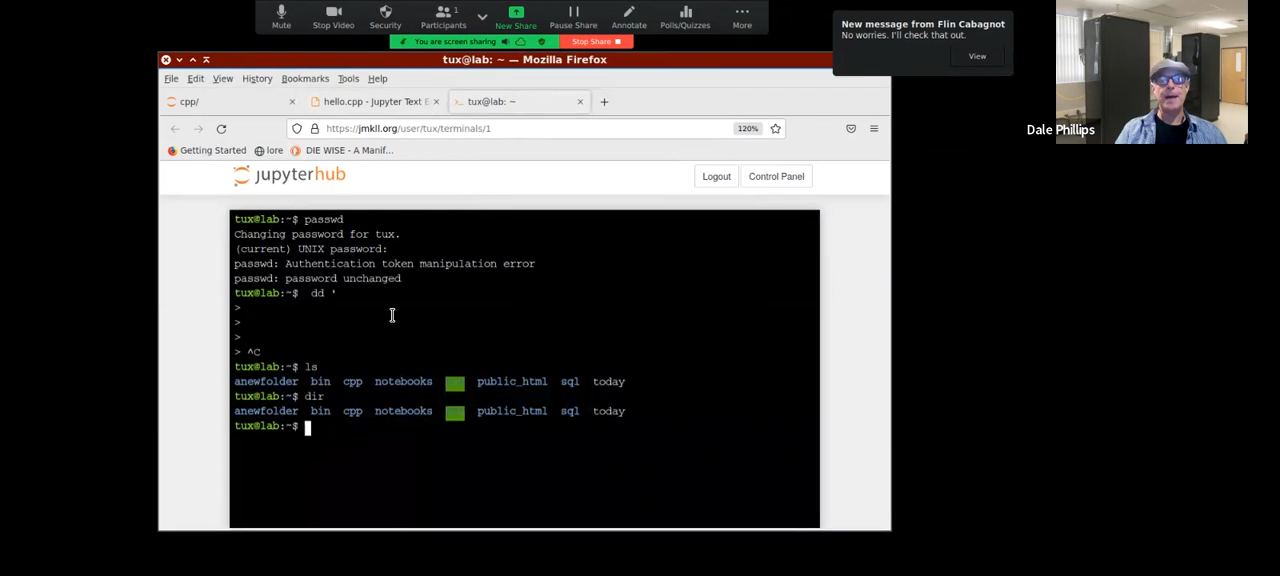 Mute
Stop Video
Security
Participants
1
New Share
Pause Share
Annotate
Polls/Quizzes
More
You are screen sharing
Stop Share
New message from Flin Cabagnot
No worries. I'll check that out.
View
Dale Phillips
tux@lab: ~ — Mozilla Firefox
File Edit View History Bookmarks Tools Help
cpp/
hello.cpp - Jupyter Text E
tux@lab: ~
https://jmkll.org/user/tux/terminals/1
120%
Getting Started
lore
DIE WISE - A Manif...
jupyterhub
Logout
Control Panel
tux@lab:~$ passwd
Changing password for tux.
(current) UNIX password:
passwd: Authentication token manipulation error
passwd: password unchanged
tux@lab:~$  dd '
>
>
>
> ^C
tux@lab:~$ ls
anewfolder bin cpp notebooks public_html sql today
tux@lab:~$ dir
anewfolder bin cpp notebooks public_html sql today
tux@lab:~$